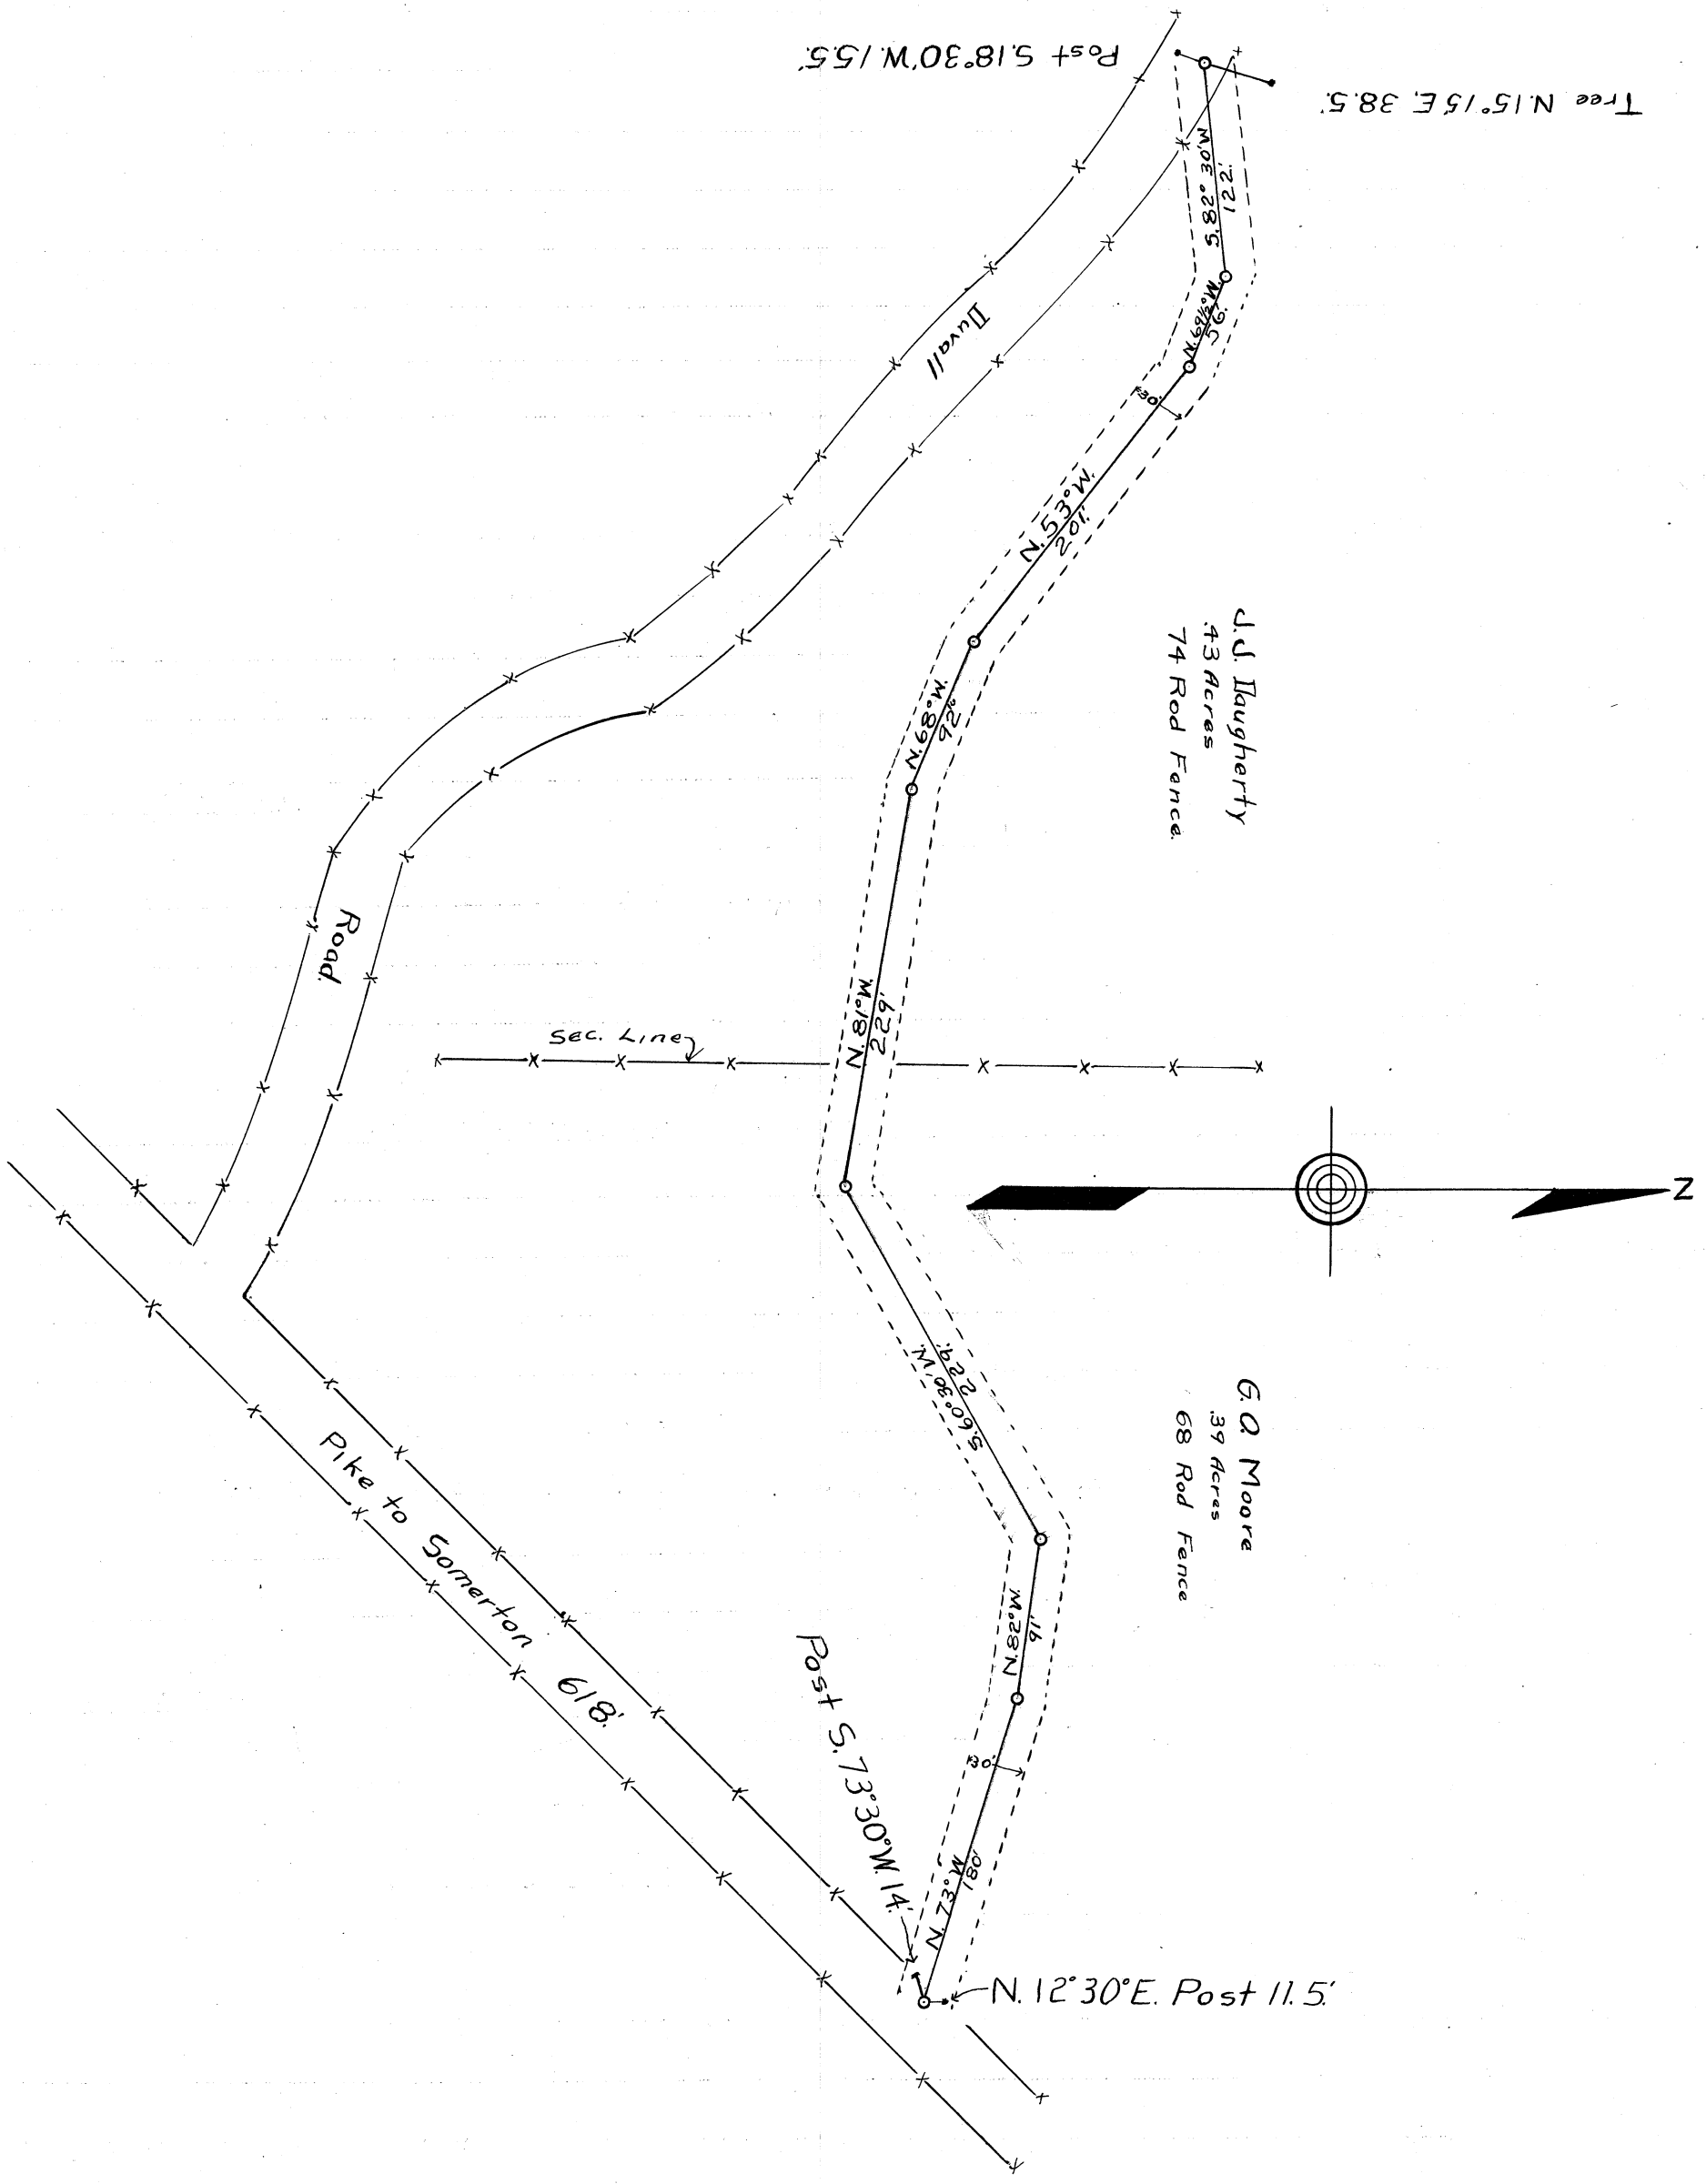 Post S.18°30'W. 15.5'
Tree N.15°15'E. 38.5'
S.82° 30'W
122'
N.69½°W.
56'
30'
N.53°W.
201'
Duvall
J.J. Daugherty
.43 Acres
74 Rod Fence.
N.68°W.
92'
N.81°W.
229'
Road.
Sec. Line
N
S.60°30'W.
229'
G.O. Moore
.39 Acres
68 Rod Fence
N.82°W.
91'
Pike to Somerton 618'
30'
N.73°W
180'
Post S.73°30°W. 14'
N.12°30°E. Post 11.5'